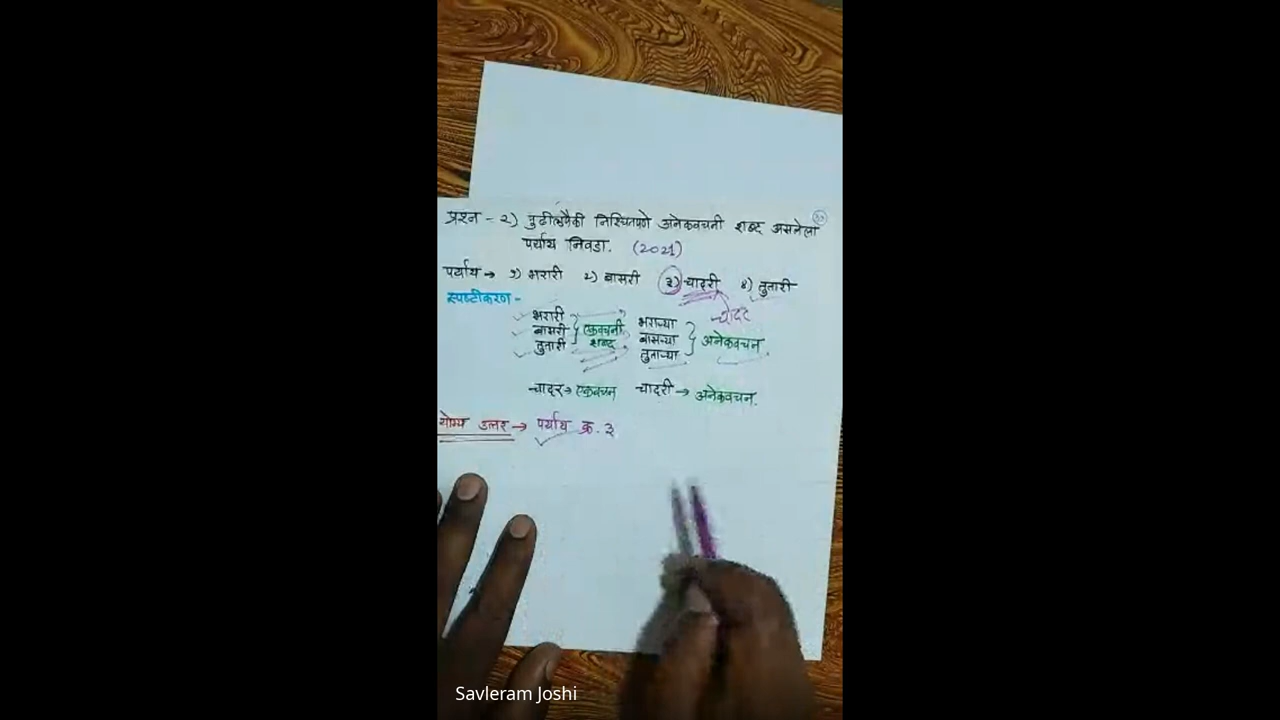 प्रश्न - २) पुढीलपैकी निश्चितपणे अनेकवचनी शब्द असलेला
पर्याय निवडा. (2021)
पर्याय → १) भरारी २) बासरी ३) चादरी ४) तुतारी
स्पष्टीकरण -
चादर
भरारी
बासरी
तुतारी
एकवचनी
शब्द
भराऱ्या
बासऱ्या
तुताऱ्या
अनेकवचन
चादर → एकवचन चादरी → अनेकवचन.
योग्य उत्तर → पर्याय क्र. ३
Savleram Joshi